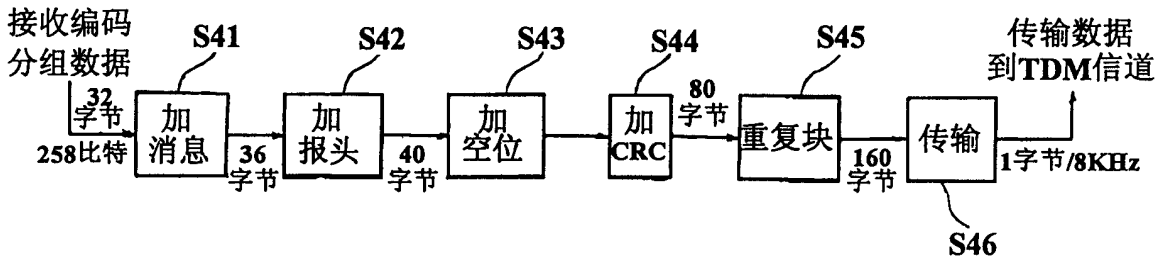 接收编码
分组数据
32
字节
258比特
S41
加
消息
36
字节
S42
加
报头
40
字节
S43
加
空位
S44
加
CRC
80
字节
S45
重复块
160
字节
传输
S46
传输数据
到TDM信道
1字节/8KHz